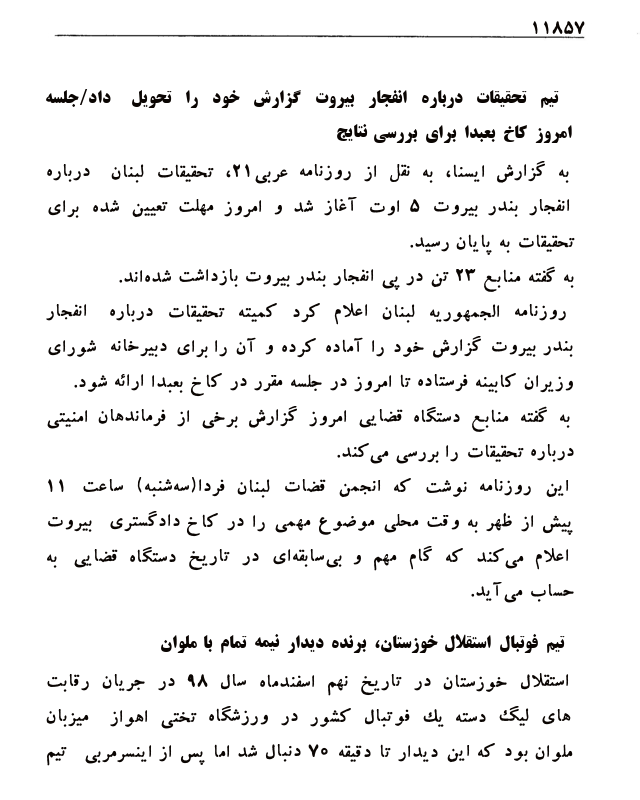 ۱۱۸۵۷
تیم تحقیقات درباره انفجار بیروت گزارش خود را تحویل داد/جلسه
امروز کاخ بعبدا برای بررسی نتایج
به گزارش ایسنا، به نقل از روزنامه عربی۲۱، تحقیقات لبنان درباره
انفجار بندر بیروت ۵ اوت آغاز شد و امروز مهلت تعیین شده برای
تحقیقات به پایان رسید.
به گفته منابع ۲۳ تن در پی انفجار بندر بیروت بازداشت شده‌اند.
روزنامه الجمهوریه لبنان اعلام کرد کمیته تحقیقات درباره انفجار
بندر بیروت گزارش خود را آماده کرده و آن را برای دبیرخانه شورای
وزیران کابینه فرستاده تا امروز در جلسه مقرر در کاخ بعبدا ارائه شود.
به گفته منابع دستگاه قضایی امروز گزارش برخی از فرماندهان امنیتی
درباره تحقیقات را بررسی می‌کند.
این روزنامه نوشت که انجمن قضات لبنان فردا(سه‌شنبه) ساعت ۱۱
پیش از ظهر به وقت محلی موضوع مهمی را در کاخ دادگستری بیروت
اعلام می‌کند که گام مهم و بی‌سابقه‌ای در تاریخ دستگاه قضایی به
حساب می‌آید.
تیم فوتبال استقلال خوزستان، برنده دیدار نیمه تمام با ملوان
استقلال خوزستان در تاریخ نهم اسفندماه سال ۹۸ در جریان رقابت
های لیگ دسته یك فوتبال کشور در ورزشگاه تختی اهواز میزبان
ملوان بود که این دیدار تا دقیقه ۷۰ دنبال شد اما پس از اینسرمربی تیم